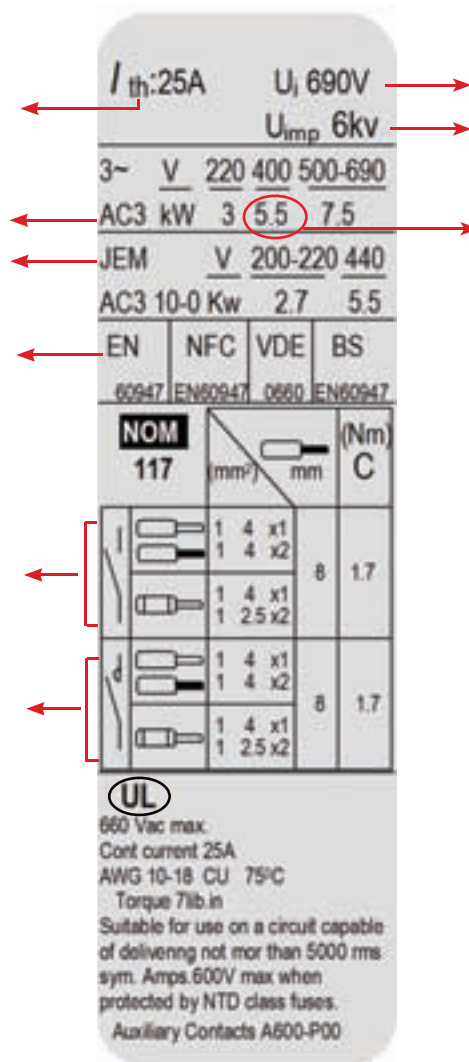 I th:25A Ui 690V
Uimp 6kv
3~ V 220 400 500-690
AC3 kW 3 5.5 7.5
JEM V 200-220 440
AC3 10-0 Kw 2.7 5.5
EN NFC VDE BS
60947 EN60947 0660 EN60947
NOM
117
(mm²) mm
(Nm)
C
1 4 x1
1 4 x2
1 4 x1
1 2.5 x2
8 1.7
1 4 x1
1 4 x2
1 4 x1
1 2.5 x2
8 1.7
UL
660 Vac max.
Cont current 25A
AWG 10-18 CU 75ºC
Torque 7lib.in
Suitable for use on a circuit capable
of delivenng not mor than 5000 rms
sym. Amps.600V max when
protected by NTD class fuses.
Auxiliary Contacts A600-P00